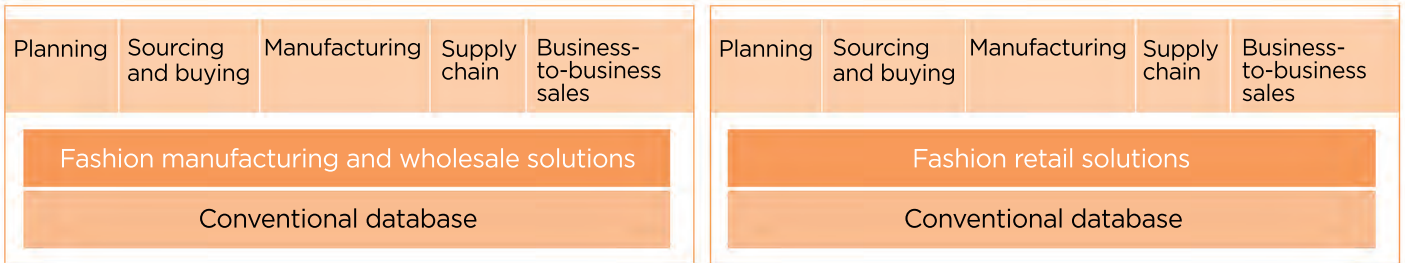 Planning
Sourcing
and buying
Manufacturing
Supply
chain
Business-
to-business
sales
Fashion manufacturing and wholesale solutions
Conventional database
Planning
Sourcing
and buying
Manufacturing
Supply
chain
Business-
to-business
sales
Fashion retail solutions
Conventional database